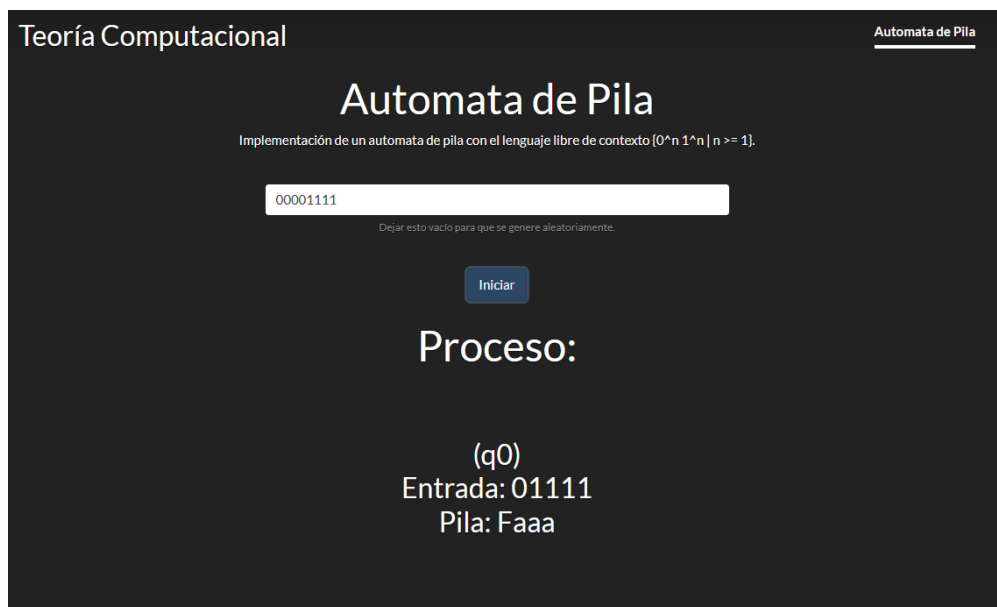 Teoría Computacional
Automata de Pila
Automata de Pila
Implementación de un automata de pila con el lenguaje libre de contexto {0^n 1^n | n >= 1}.
00001111
Dejar esto vacío para que se genere aleatoriamente.
Iniciar
Proceso:
(q0)
Entrada: 01111
Pila: Faaa